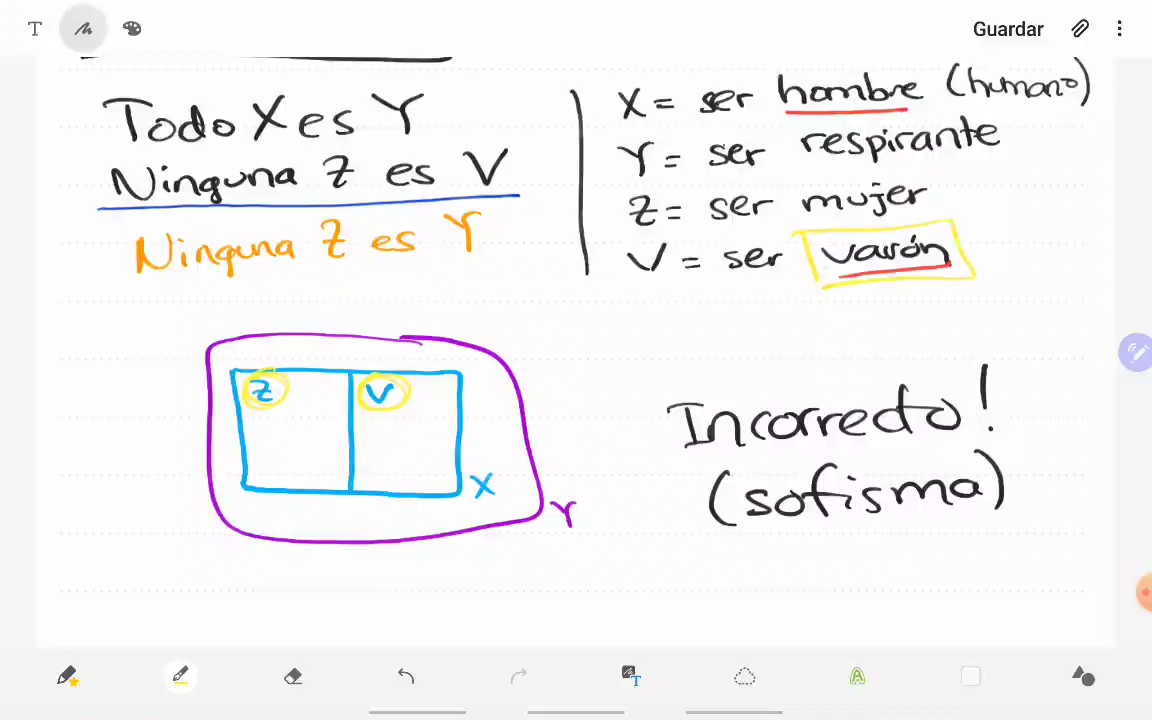 T
Guardar
Todo X es Y
Ninguna Z es V
Ninguna Z es Y
X = ser hombre (humano)
Y = ser respirante
Z = ser mujer
V = ser varón
Z
V
X
Y
Incorrecto!
(sofisma)
T
A